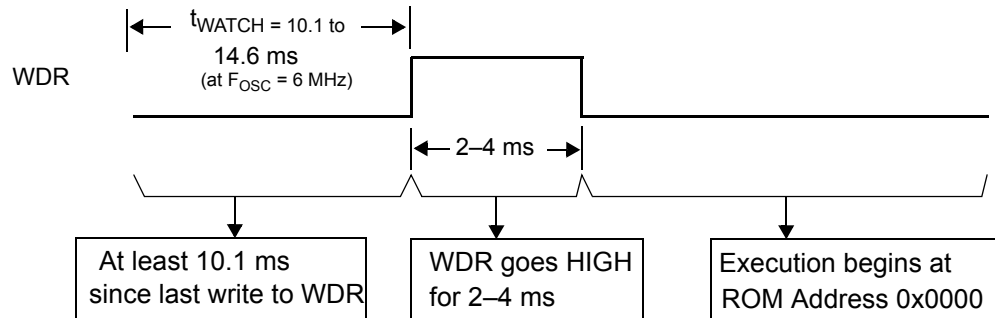 tWATCH = 10.1 to
14.6 ms
(at FOSC = 6 MHz)
WDR
2–4 ms
At least 10.1 ms
since last write to WDR
WDR goes HIGH
for 2–4 ms
Execution begins at
ROM Address 0x0000